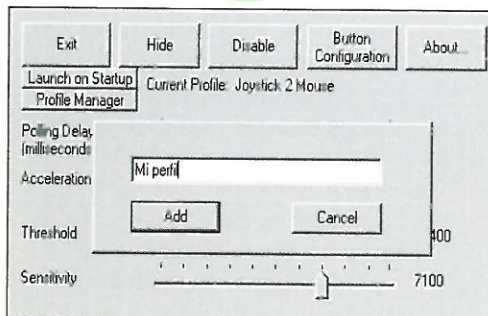 Exit
Hide
Disable
Button
Configuration
About...
Launch on Startup
Current Profile: Joystick 2 Mouse
Profile Manager
Polling Delay
(milliseconds
Mi perfil
Acceleration
Add
Cancel
Threshold
400
Sensitivity
7100